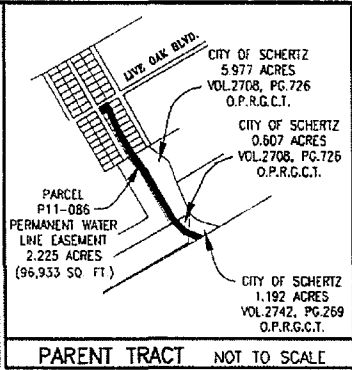 LIVE OAK BLVD.
CITY OF SCHERTZ
5.977 ACRES
VOL.2708, PG.726
O.P.R.G.C.T.
CITY OF SCHERTZ
0.607 ACRES
VOL.2708, PG.726
O.P.R.G.C.T.
PARCEL
P11-086
PERMANENT WATER
LINE EASEMENT
2.225 ACRES
(96,933 SQ FT.)
CITY OF SCHERTZ
1.192 ACRES
VOL.2742, PG.269
O.P.R.G.C.T.
PARENT TRACT NOT TO SCALE